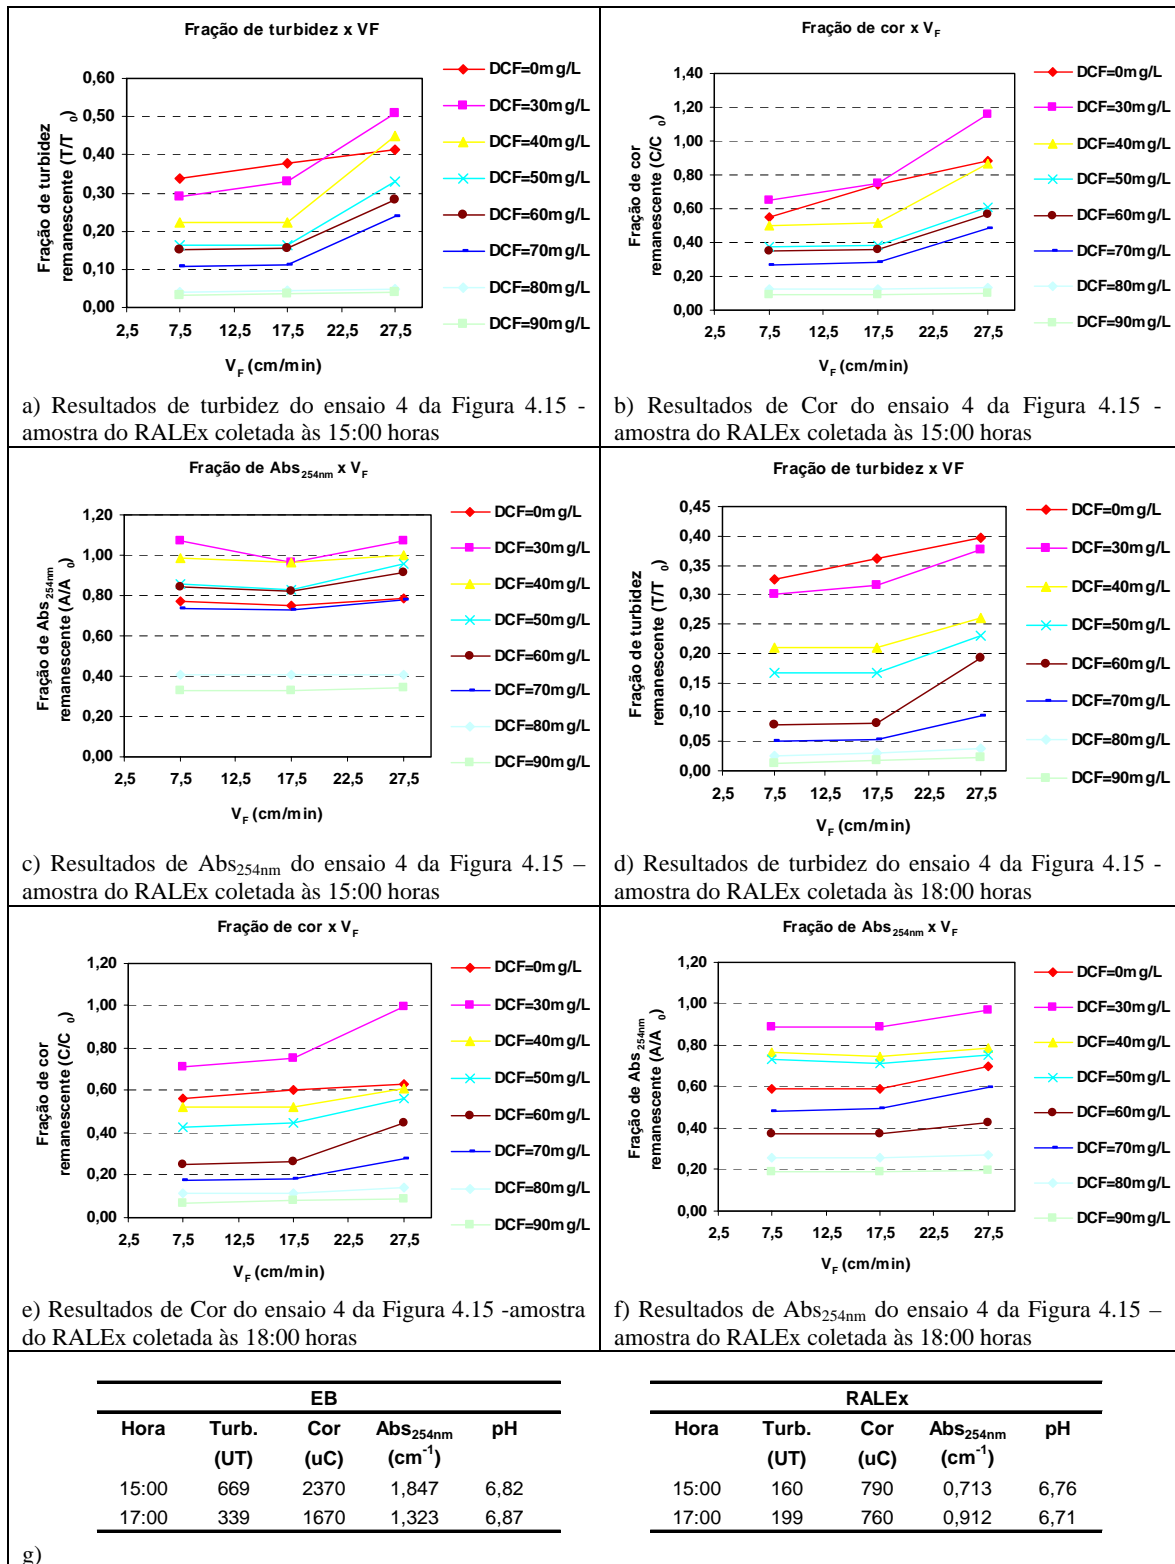 Fração de turbidez x VF
Fração de turbidez
remanescente (T/T 0)
0,60
0,50
0,40
0,30
0,20
0,10
0,00
2,5 7,5 12,5 17,5 22,5 27,5
VF (cm/min)
DCF=0mg/L
DCF=30mg/L
DCF=40mg/L
DCF=50mg/L
DCF=60mg/L
DCF=70mg/L
DCF=80mg/L
DCF=90mg/L
a) Resultados de turbidez do ensaio 4 da Figura 4.15 -
amostra do RALEx coletada às 15:00 horas
Fração de cor x VF
Fração de cor
remanescente (C/C 0)
1,40
1,20
1,00
0,80
0,60
0,40
0,20
0,00
2,5 7,5 12,5 17,5 22,5 27,5
VF (cm/min)
DCF=0mg/L
DCF=30mg/L
DCF=40mg/L
DCF=50mg/L
DCF=60mg/L
DCF=70mg/L
DCF=80mg/L
DCF=90mg/L
b) Resultados de Cor do ensaio 4 da Figura 4.15 -
amostra do RALEx coletada às 15:00 horas
Fração de Abs254nm x VF
Fração de Abs254nm
remanescente (A/A 0)
1,20
1,00
0,80
0,60
0,40
0,20
0,00
2,5 7,5 12,5 17,5 22,5 27,5
VF (cm/min)
DCF=0mg/L
DCF=30mg/L
DCF=40mg/L
DCF=50mg/L
DCF=60mg/L
DCF=70mg/L
DCF=80mg/L
DCF=90mg/L
c) Resultados de Abs254nm do ensaio 4 da Figura 4.15 –
amostra do RALEx coletada às 15:00 horas
Fração de turbidez x VF
Fração de turbidez
remanescente (T/T 0)
0,45
0,40
0,35
0,30
0,25
0,20
0,15
0,10
0,05
0,00
2,5 7,5 12,5 17,5 22,5 27,5
VF (cm/min)
DCF=0mg/L
DCF=30mg/L
DCF=40mg/L
DCF=50mg/L
DCF=60mg/L
DCF=70mg/L
DCF=80mg/L
DCF=90mg/L
d) Resultados de turbidez do ensaio 4 da Figura 4.15 -
amostra do RALEx coletada às 18:00 horas
Fração de cor x VF
Fração de cor
remanescente (C/C 0)
1,20
1,00
0,80
0,60
0,40
0,20
0,00
2,5 7,5 12,5 17,5 22,5 27,5
VF (cm/min)
DCF=0mg/L
DCF=30mg/L
DCF=40mg/L
DCF=50mg/L
DCF=60mg/L
DCF=70mg/L
DCF=80mg/L
DCF=90mg/L
e) Resultados de Cor do ensaio 4 da Figura 4.15 -amostra
do RALEx coletada às 18:00 horas
Fração de Abs254nm x VF
Fração de Abs254nm
remanescente (A/A 0)
1,20
1,00
0,80
0,60
0,40
0,20
0,00
2,5 7,5 12,5 17,5 22,5 27,5
VF (cm/min)
DCF=0mg/L
DCF=30mg/L
DCF=40mg/L
DCF=50mg/L
DCF=60mg/L
DCF=70mg/L
DCF=80mg/L
DCF=90mg/L
f) Resultados de Abs254nm do ensaio 4 da Figura 4.15 –
amostra do RALEx coletada às 18:00 horas
EB
Hora Turb. Cor Abs254nm pH
(UT) (uC) (cm-1)
15:00 669 2370 1,847 6,82
17:00 339 1670 1,323 6,87
RALEx
Hora Turb. Cor Abs254nm pH
(UT) (uC) (cm-1)
15:00 160 790 0,713 6,76
17:00 199 760 0,912 6,71
g)